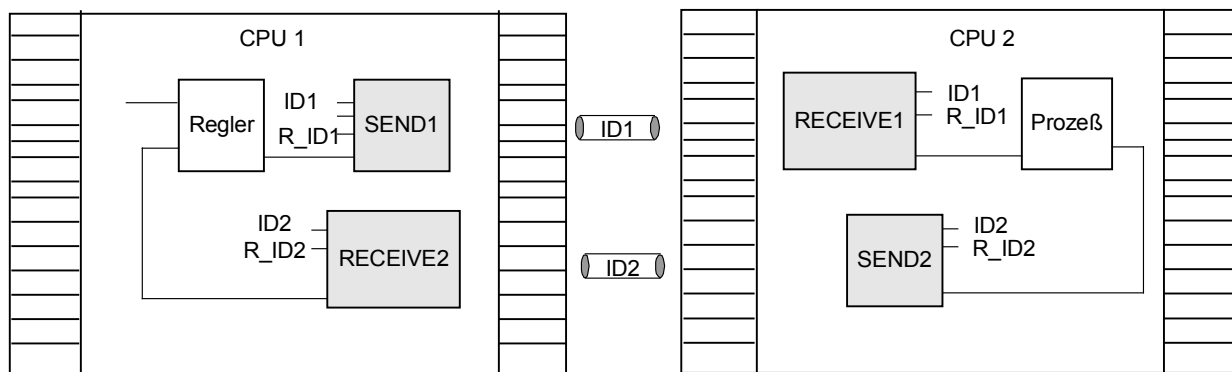 CPU 1
Regler
ID1
R_ID1
SEND1
ID2
R_ID2
RECEIVE2
ID1
ID2
CPU 2
RECEIVE1
ID1
R_ID1
Prozeß
SEND2
ID2
R_ID2